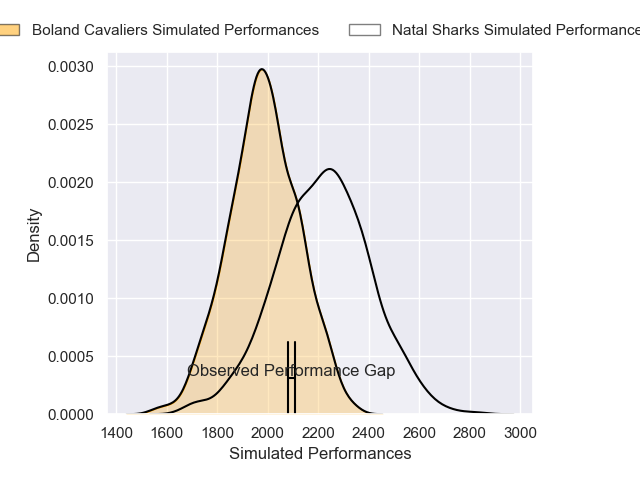 Boland Cavaliers Simulated Performances Natal Sharks Simulated Performance
0.0030
0.0025
0.0020
0.0015
0.0010
0.0005
0.0000
Density
Observed Performance Gap
1400 1600 1800 2000 2200 2400 2600 2800 3000
Simulated Performances